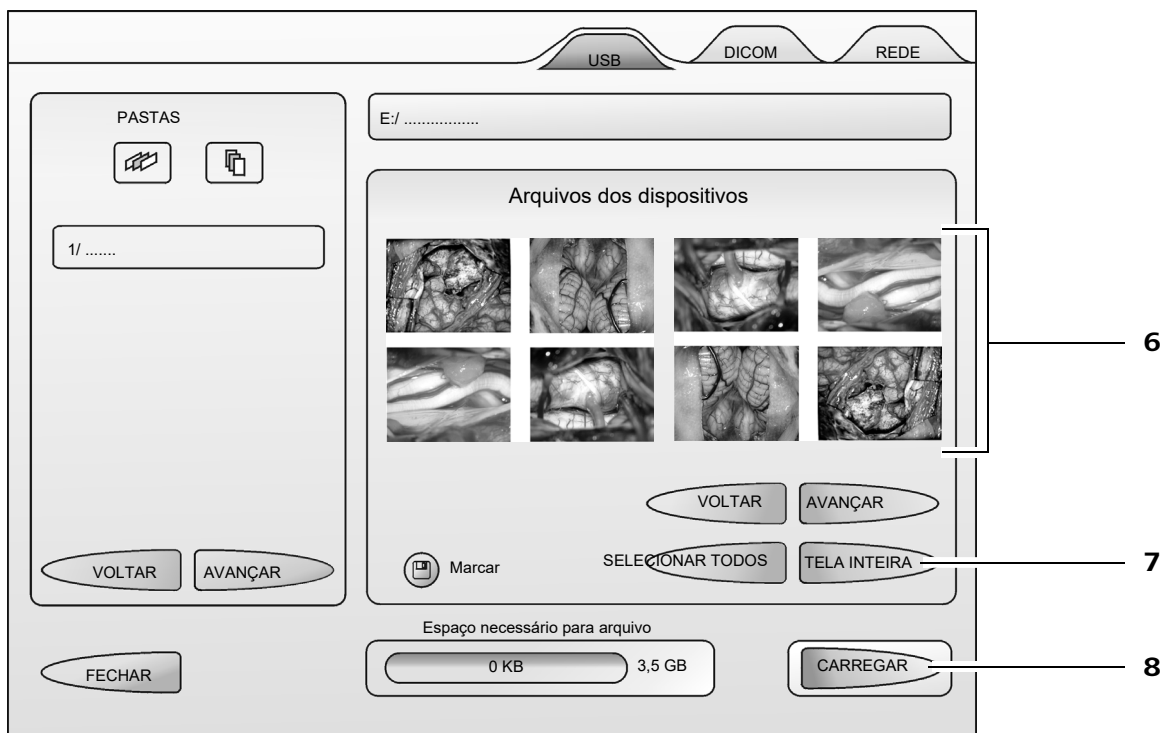 USB
DICOM
REDE
PASTAS
E:/ .................
1/ .......
Arquivos dos dispositivos
6
VOLTAR
AVANÇAR
SELECIONAR TODOS
TELA INTEIRA
7
Marcar
VOLTAR
AVANÇAR
Espaço necessário para arquivo
0 KB
3,5 GB
FECHAR
CARREGAR
8